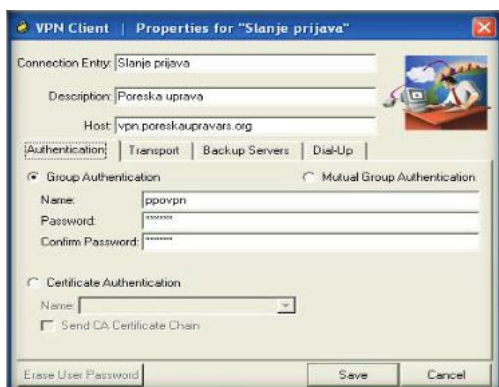 VPN Client | Properties for "Slanje prijava"
Connection Entry: Slanje prijava
Description: Poreska uprava
Host: vpn.poreskaupravars.org
Authentication Transport Backup Servers Dial-Up
Group Authentication Mutual Group Authentication
Name: ppovpn
Password: *******
Confirm Password: *******
Certificate Authentication
Name:
Send CA Certificate Chain
Erase User Password Save Cancel